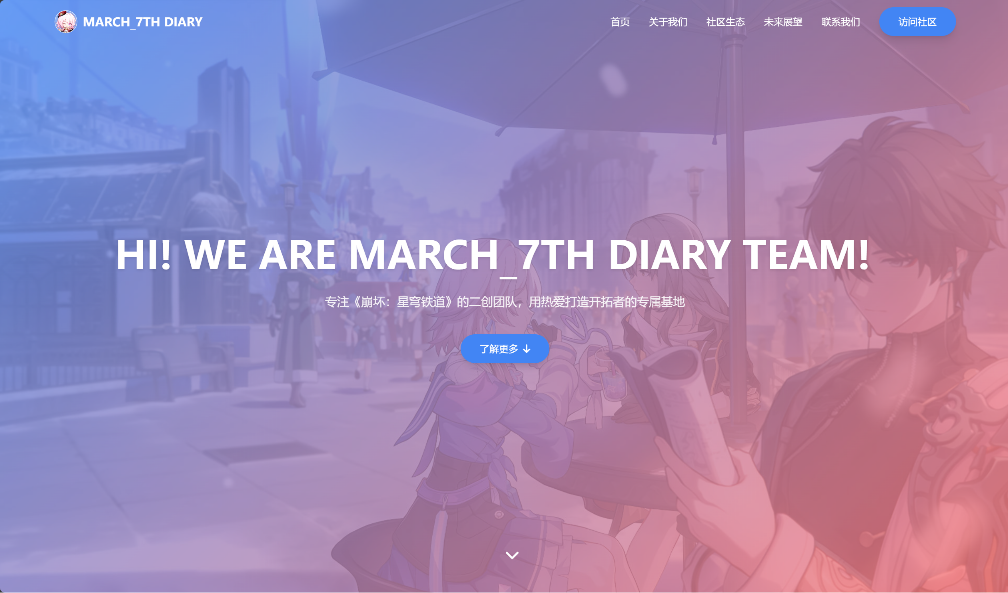 MARCH_7TH DIARY
首页 关于我们 社区生态 未来展望 联系我们 访问社区
HI! WE ARE MARCH_7TH DIARY TEAM!
专注《崩坏：星穹铁道》的二创团队，用热爱打造开拓者的专属基地
了解更多 ↓